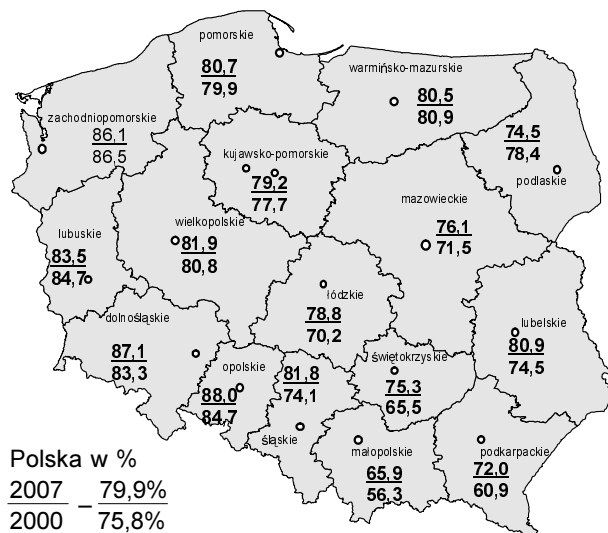 pomorskie
80,7
79,9
warmińsko-mazurskie
80,5
80,9
zachodniopomorskie
86,1
86,5
74,5
78,4
podlaskie
kujawsko-pomorskie
79,2
77,7
mazowieckie
76,1
71,5
wielkopolskie
81,9
80,8
lubuskie
83,5
84,7
łódzkie
78,8
70,2
dolnośląskie
87,1
83,3
lubelskie
80,9
74,5
opolskie
88,0
84,7
81,8
74,1
śląskie
świętokrzyskie
75,3
65,5
małopolskie
65,9
56,3
podkarpackie
72,0
60,9
Polska w %
2007 – 79,9%
2000 75,8%